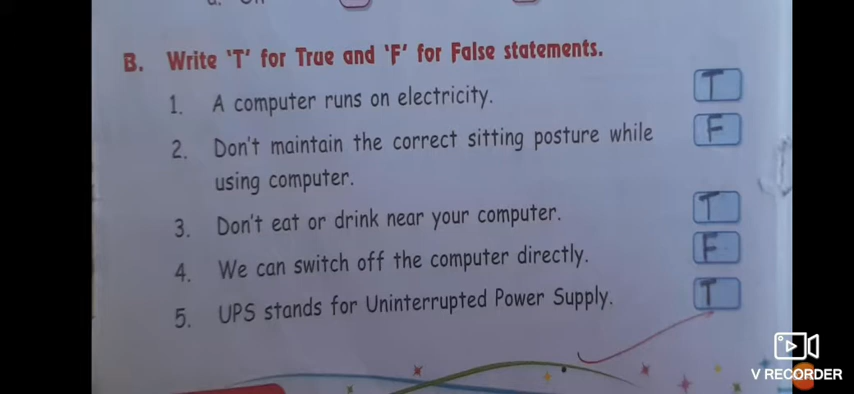 B. Write 'T' for True and 'F' for False statements.
1. A computer runs on electricity. T
2. Don't maintain the correct sitting posture while F
using computer.
3. Don't eat or drink near your computer. T
4. We can switch off the computer directly. F
5. UPS stands for Uninterrupted Power Supply. T
V RECORDER